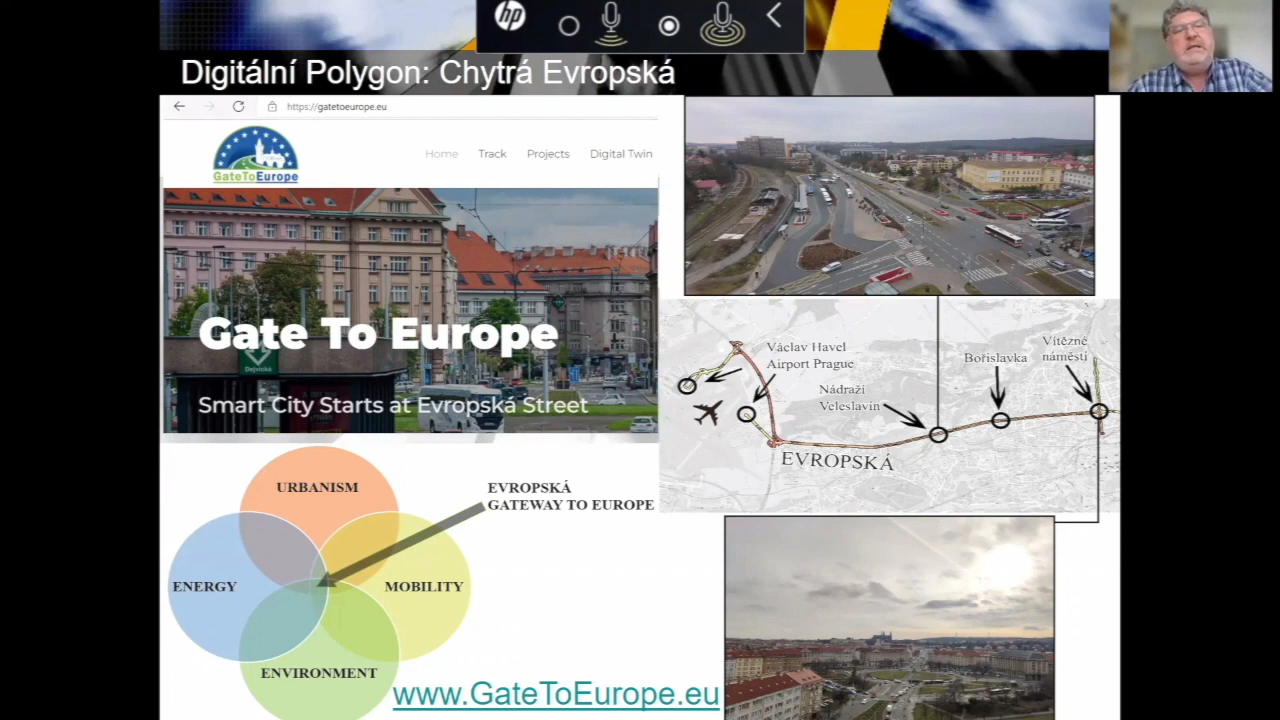 hp
Digitální Polygon: Chytrá Evropská
https://gatetoeurope.eu
GateToEurope
Home Track Projects Digital Twin
Dejvická
Gate To Europe
Smart City Starts at Evropská Street
Václav Havel
Airport Prague
Nádraží
Veleslavín
Bořislavka
Vítězné
náměstí
EVROPSKÁ
URBANISM
ENERGY
MOBILITY
ENVIRONMENT
EVROPSKÁ
GATEWAY TO EUROPE
www.GateToEurope.eu